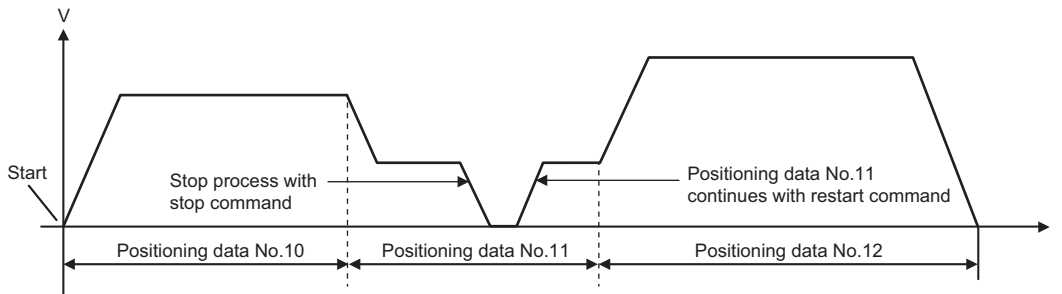 V
Start
Stop process with
stop command
Positioning data No.11
continues with restart command
Positioning data No.10
Positioning data No.11
Positioning data No.12